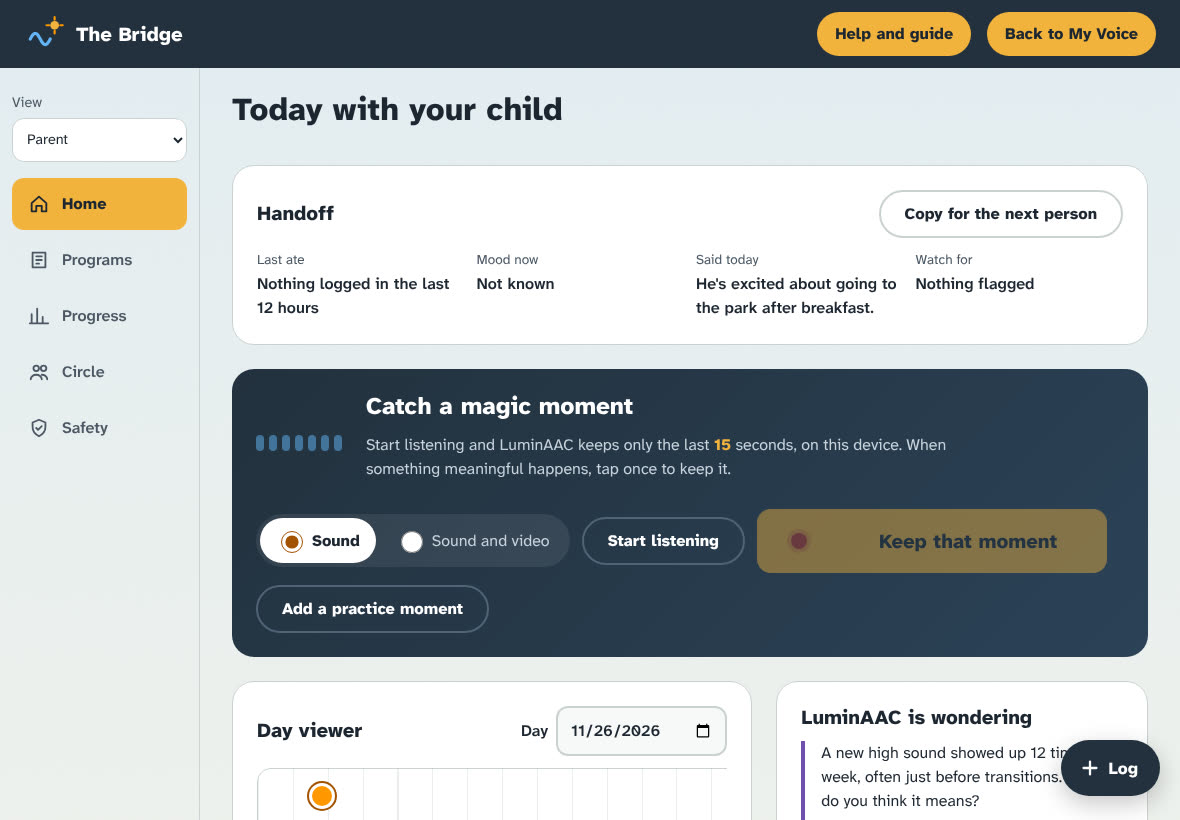 The Bridge
Help and guide
Back to My Voice
View
Parent
Home
Programs
Progress
Circle
Safety
Today with your child
Handoff
Copy for the next person
Last ate
Nothing logged in the last
12 hours
Mood now
Not known
Said today
He's excited about going to
the park after breakfast.
Watch for
Nothing flagged
Catch a magic moment
Start listening and LuminAAC keeps only the last 15 seconds, on this device. When
something meaningful happens, tap once to keep it.
Sound
Sound and video
Start listening
Keep that moment
Add a practice moment
Day viewer
Day
11/26/2026
LuminAAC is wondering
A new high sound showed up 12
week, often just before transitions.
do you think it means?
+ Log